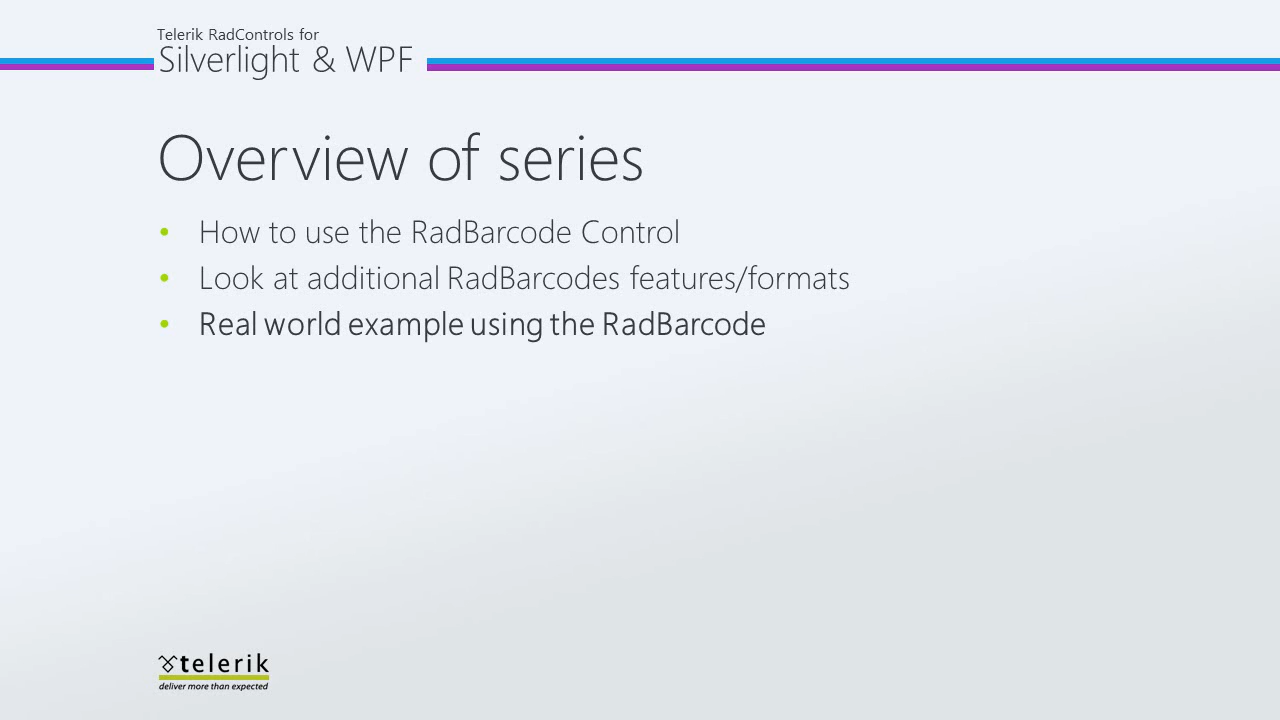 Telerik RadControls for
Silverlight & WPF
Overview of series
• How to use the RadBarcode Control
• Look at additional RadBarcodes features/formats
• Real world example using the RadBarcode
telerik
deliver more than expected